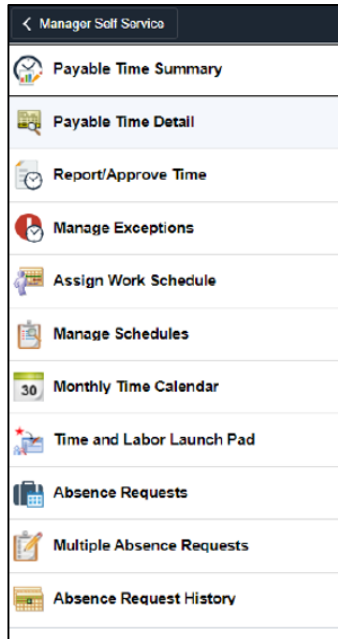 Manager Self Service
Payable Time Summary
Payable Time Detail
Report/Approve Time
Manage Exceptions
Assign Work Schedule
Manage Schedules
30 Monthly Time Calendar
Time and Labor Launch Pad
Absence Requests
Multiple Absence Requests
Absence Request History